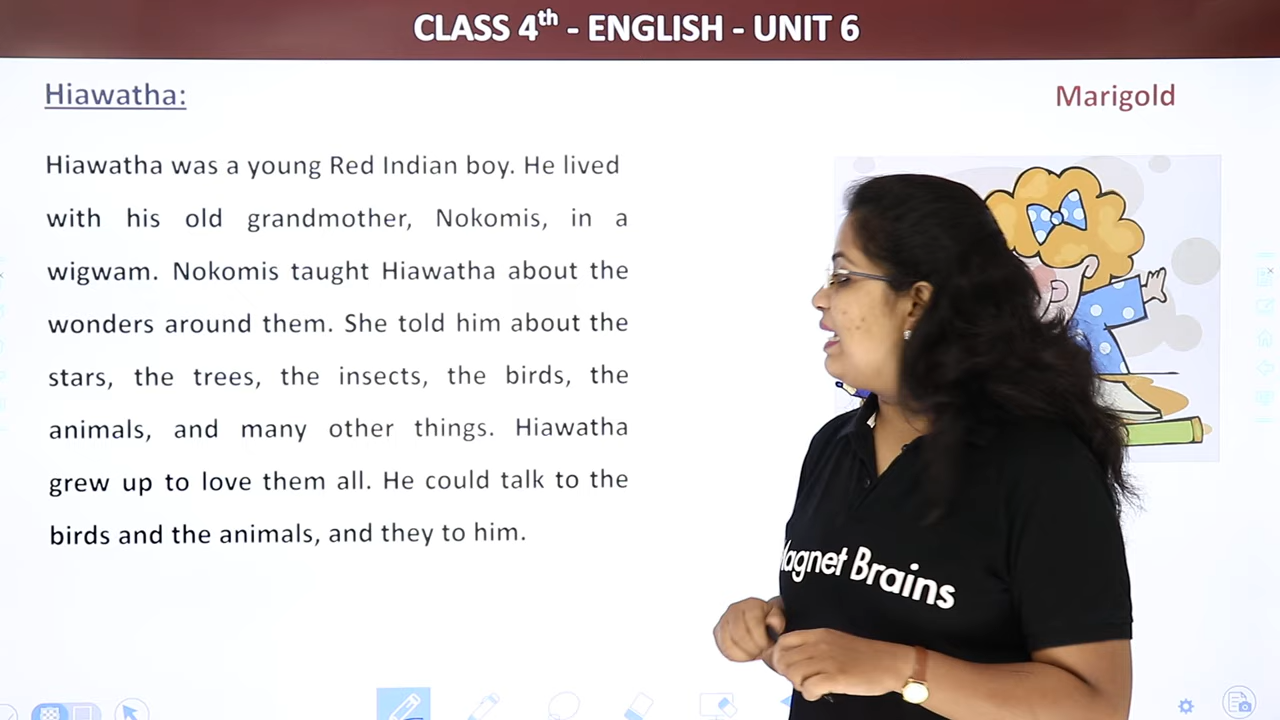 CLASS 4th - ENGLISH - UNIT 6
Hiawatha:
Marigold
Hiawatha was a young Red Indian boy. He lived
with his old grandmother, Nokomis, in a
wigwam. Nokomis taught Hiawatha about the
wonders around them. She told him about the
stars, the trees, the insects, the birds, the
animals, and many other things. Hiawatha
grew up to love them all. He could talk to the
birds and the animals, and they to him.
Magnet Brains